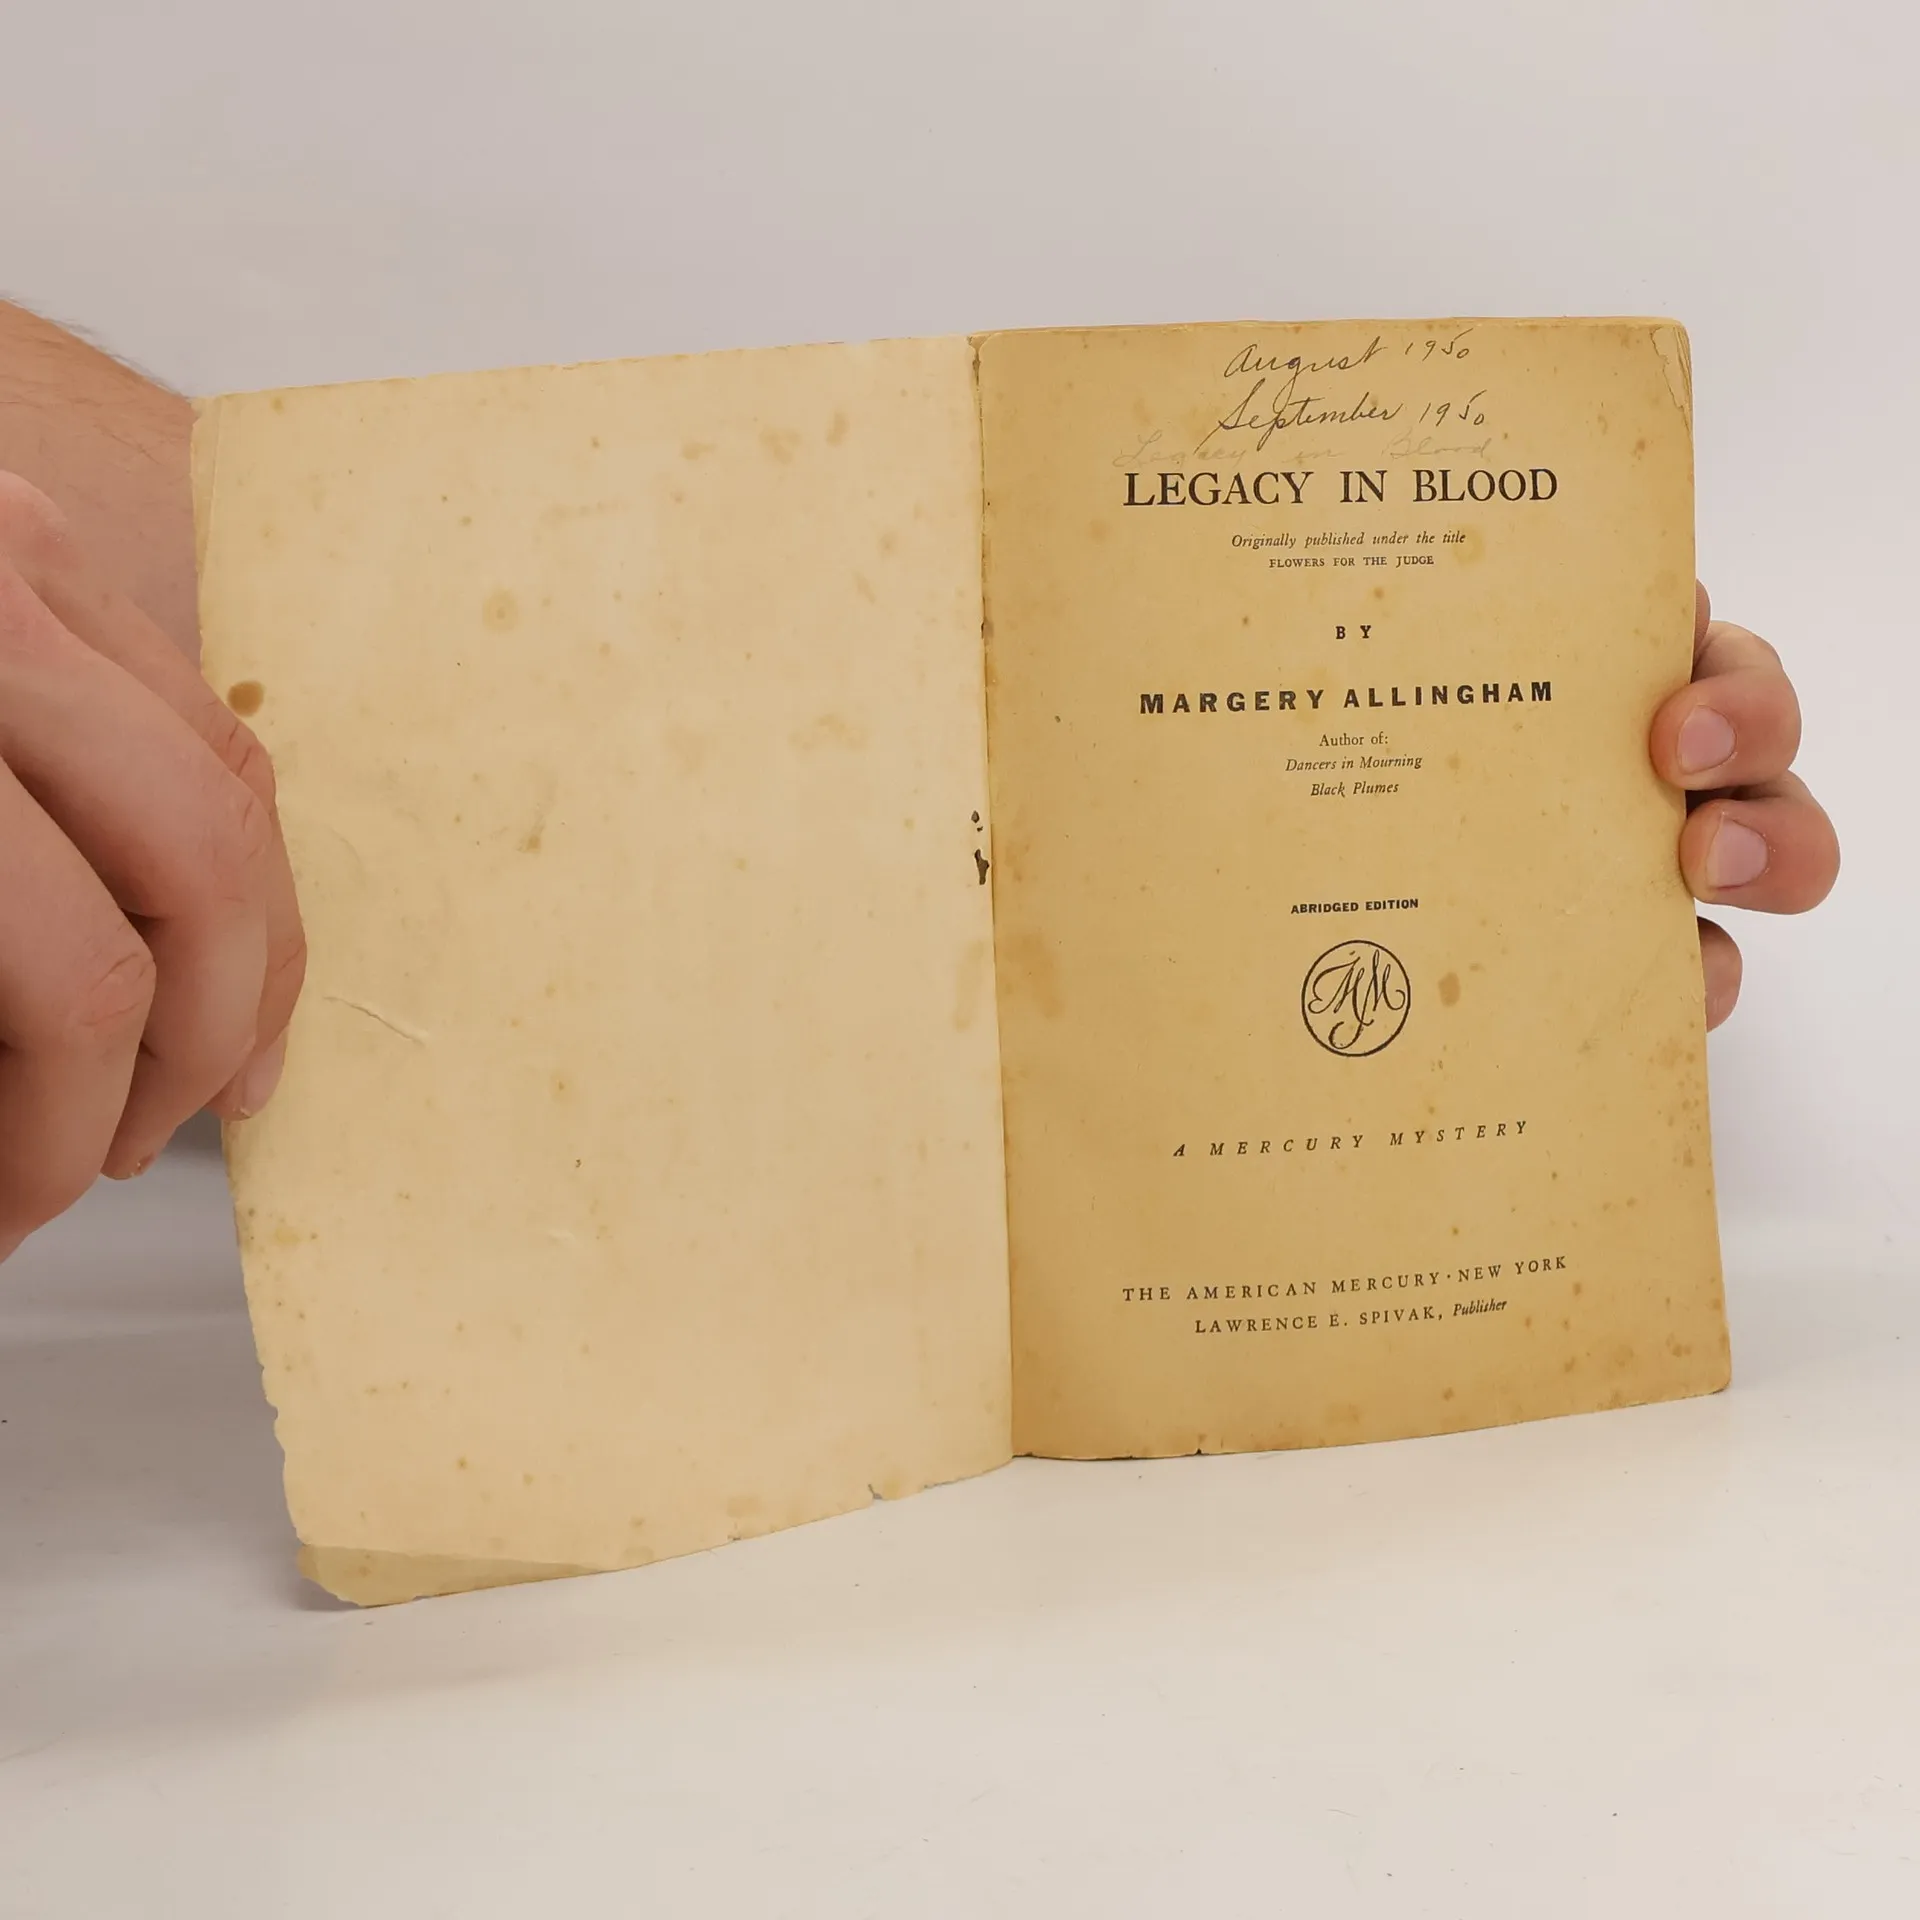 August 1950
September 1950
Legacy in Blood
LEGACY IN BLOOD
Originally published under the title
FLOWERS FOR THE JUDGE
BY
MARGERY ALLINGHAM
Author of:
Dancers in Mourning
Black Plumes
ABRIDGED EDITION
MM
A MERCURY MYSTERY
THE AMERICAN MERCURY · NEW YORK
LAWRENCE E. SPIVAK, Publisher